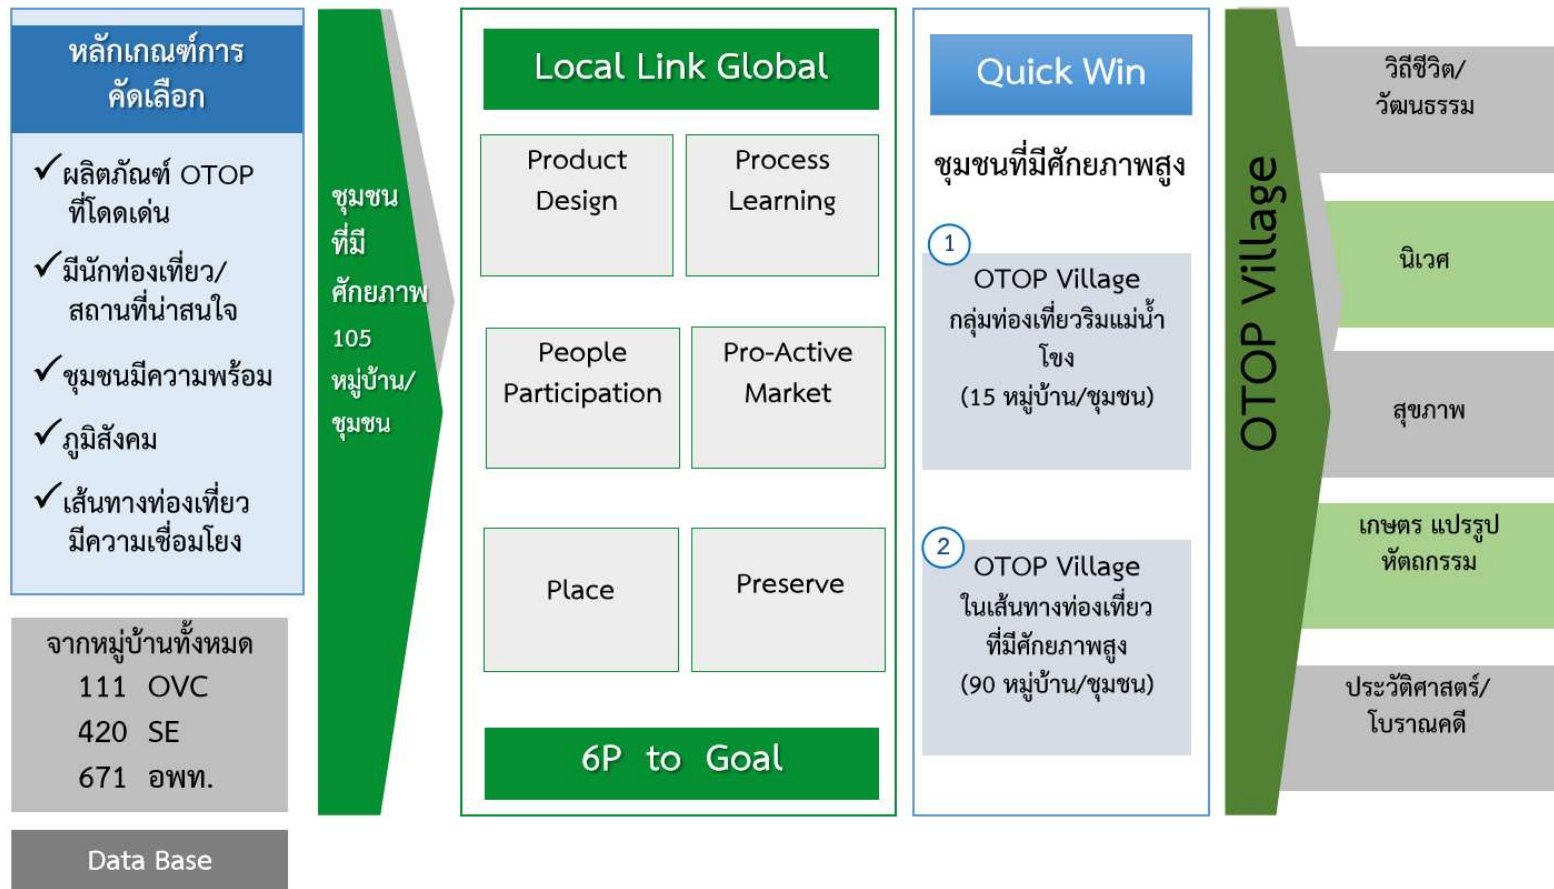 หลักเกณฑ์การ
คัดเลือก
✓ผลิตภัณฑ์ OTOP
ที่โดดเด่น
✓มีนักท่องเที่ยว/
สถานที่น่าสนใจ
✓ชุมชนมีความพร้อม
✓ภูมิสังคม
✓เส้นทางท่องเที่ยว
มีความเชื่อมโยง
จากหมู่บ้านทั้งหมด
111 OVC
420 SE
671 อพท.
Data Base
ชุมชน
ที่มี
ศักยภาพ
105
หมู่บ้าน/
ชุมชน
Local Link Global
Product
Design
Process
Learning
People
Participation
Pro-Active
Market
Place
Preserve
6P to Goal
Quick Win
ชุมชนที่มีศักยภาพสูง
1
OTOP Village
กลุ่มท่องเที่ยวริมแม่น้ำ
โขง
(15 หมู่บ้าน/ชุมชน)
2
OTOP Village
ในเส้นทางท่องเที่ยว
ที่มีศักยภาพสูง
(90 หมู่บ้าน/ชุมชน)
OTOP Village
วิถีชีวิต/
วัฒนธรรม
นิเวศ
สุขภาพ
เกษตร แปรรูป
หัตถกรรม
ประวัติศาสตร์/
โบราณคดี